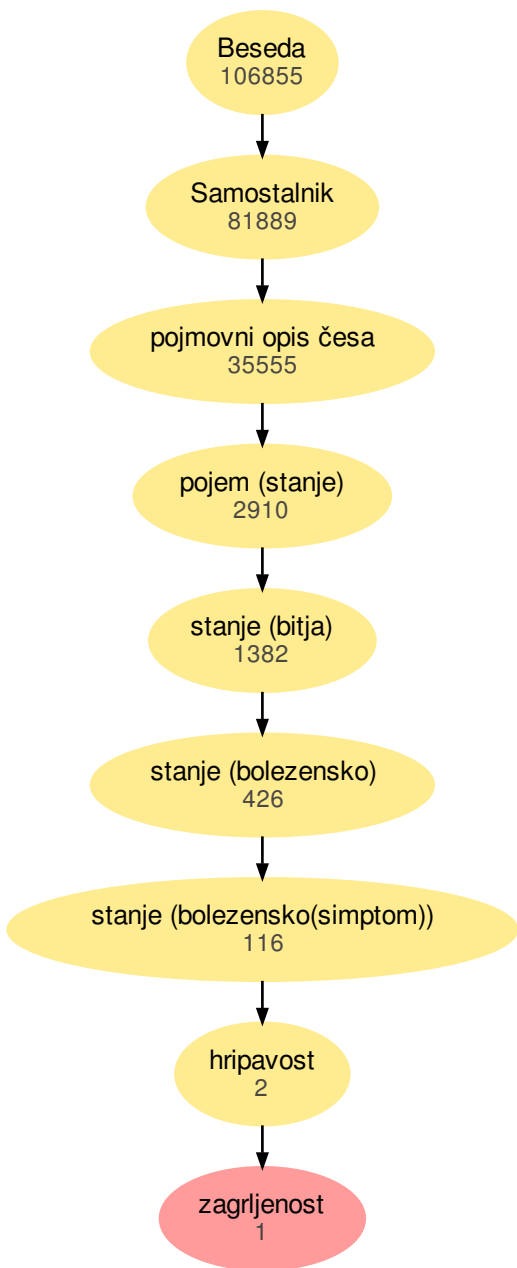 Beseda
106855
Samostalnik
81889
pojmovni opis česa
35555
pojem (stanje)
2910
stanje (bitja)
1382
stanje (bolezensko)
426
stanje (bolezensko(simptom))
116
hripavost
2
zagrljenost
1